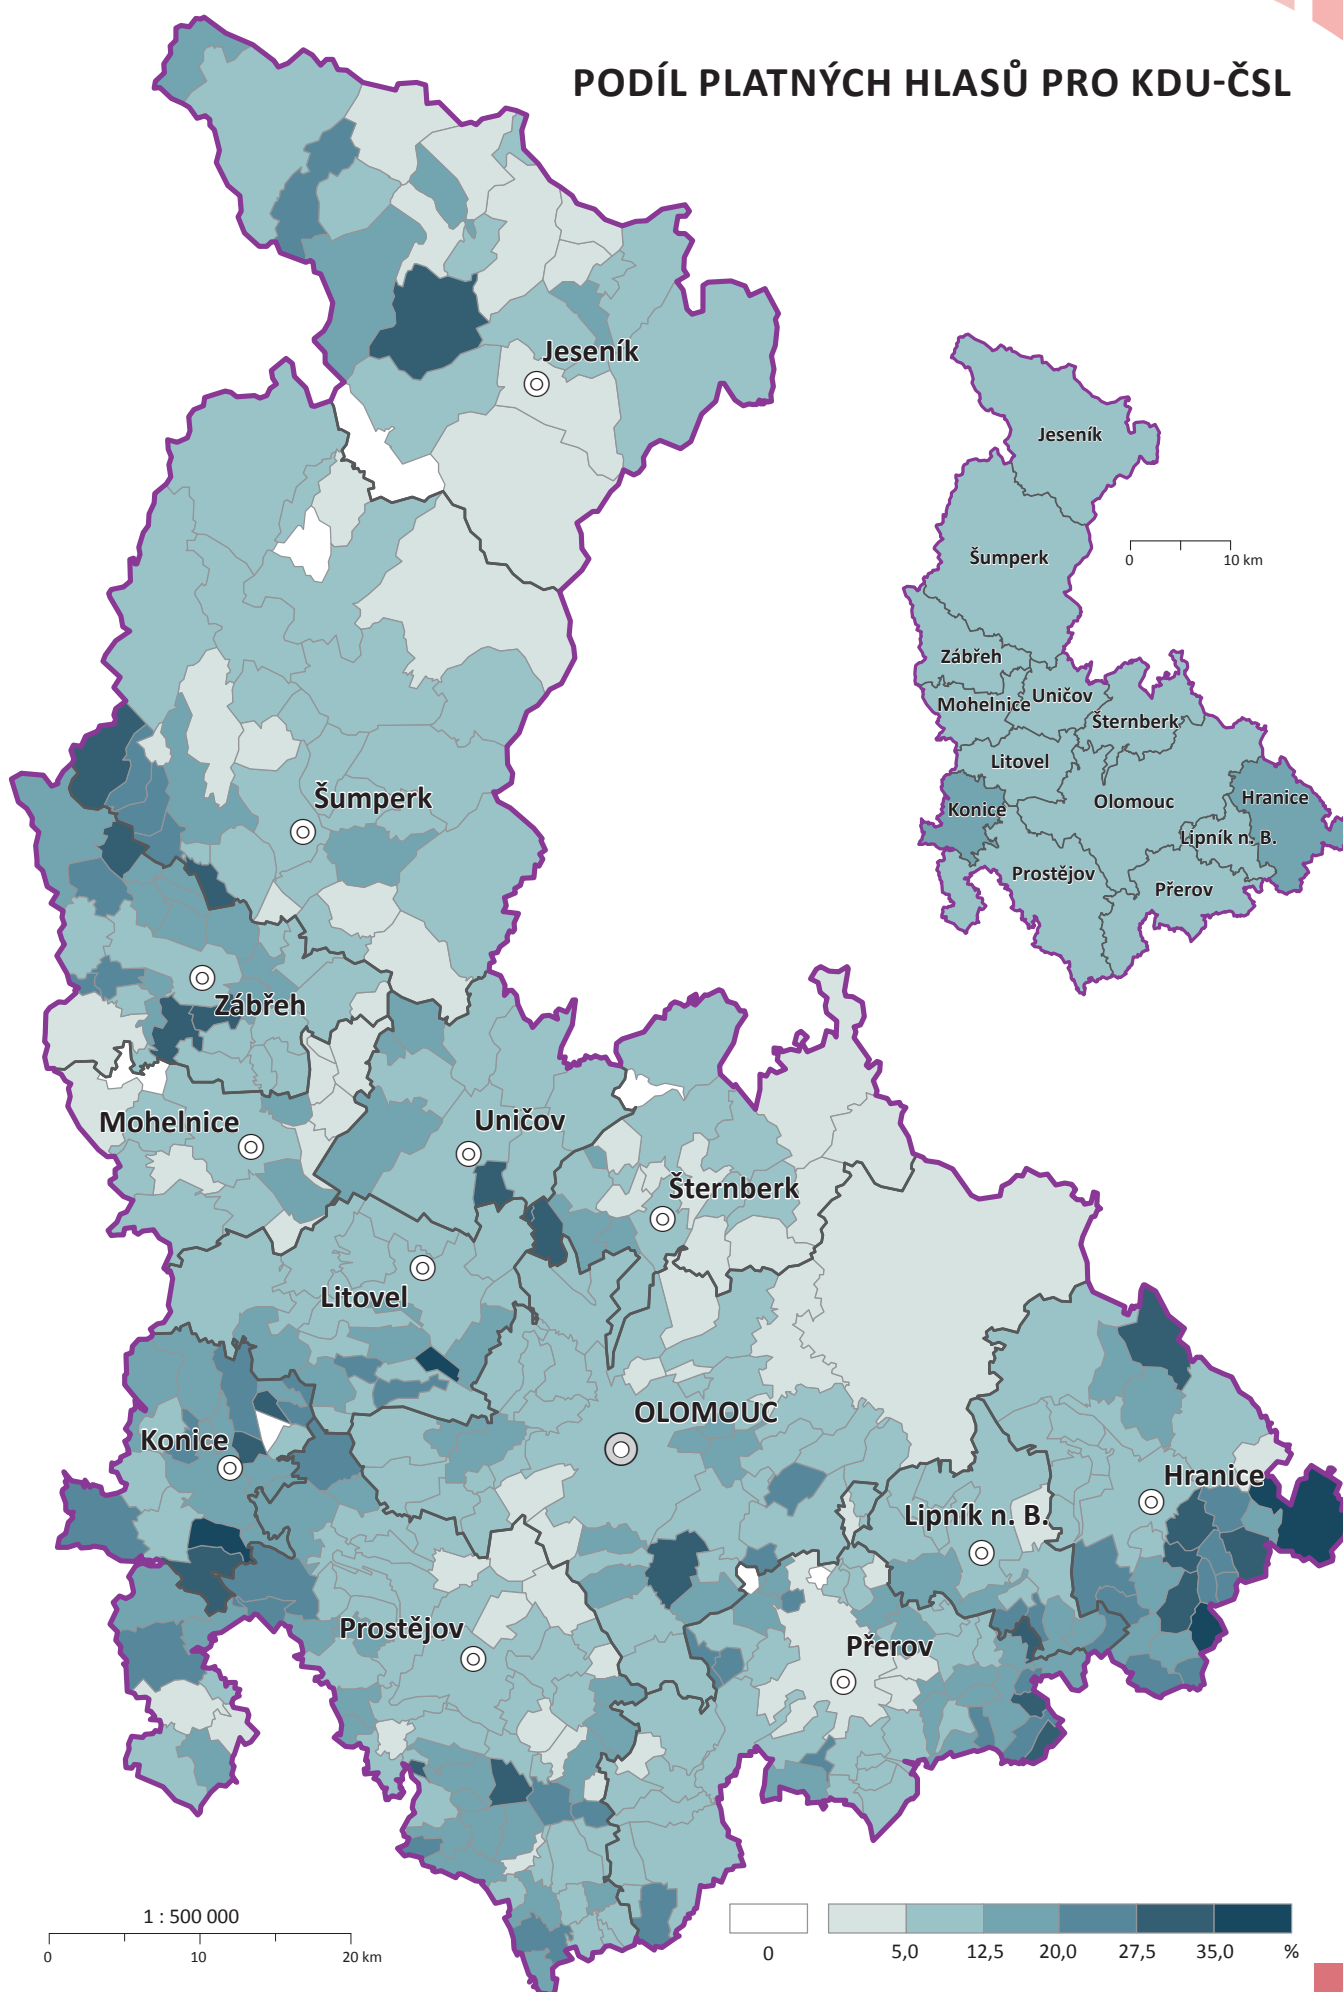 PODÍL PLATNÝCH HLASŮ PRO KDU-ČSL
Jeseník
Šumperk
Zábřeh
Mohelnice
Uničov
Šternberk
Litovel
OLOMOUC
Konice
Hranice
Lipník n. B.
Prostějov
Přerov
Jeseník
Šumperk
0 10 km
Zábřeh
Uničov
Mohelnice
Šternberk
Litovel
Olomouc
Hranice
Konice
Lipník n. B.
Prostějov
Přerov
1 : 500 000
0 10 20 km
0 5,0 12,5 20,0 27,5 35,0 %